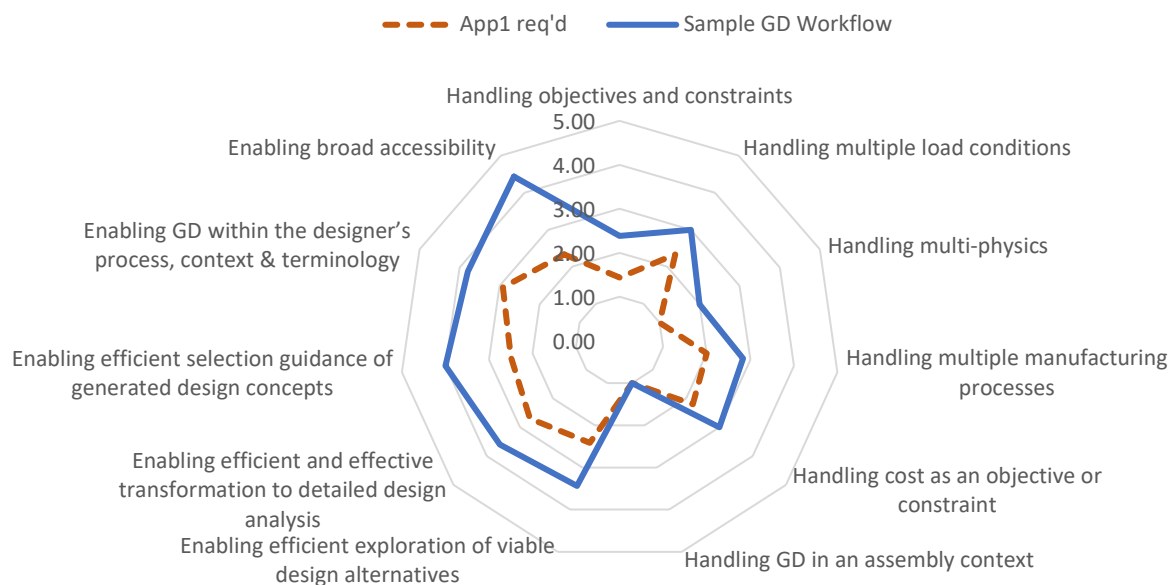 App1 req'd
Sample GD Workflow
Handling objectives and constraints
5.00
Enabling broad accessibility
Handling multiple load conditions
4.00
3.00
Enabling GD within the designer’s
process, context & terminology
Handling multi-physics
2.00
1.00
0.00
Enabling efficient selection guidance of
generated design concepts
Handling multiple manufacturing
processes
Enabling efficient and effective
transformation to detailed design
analysis
Handling cost as an objective or
constraint
Enabling efficient exploration of viable
design alternatives
Handling GD in an assembly context